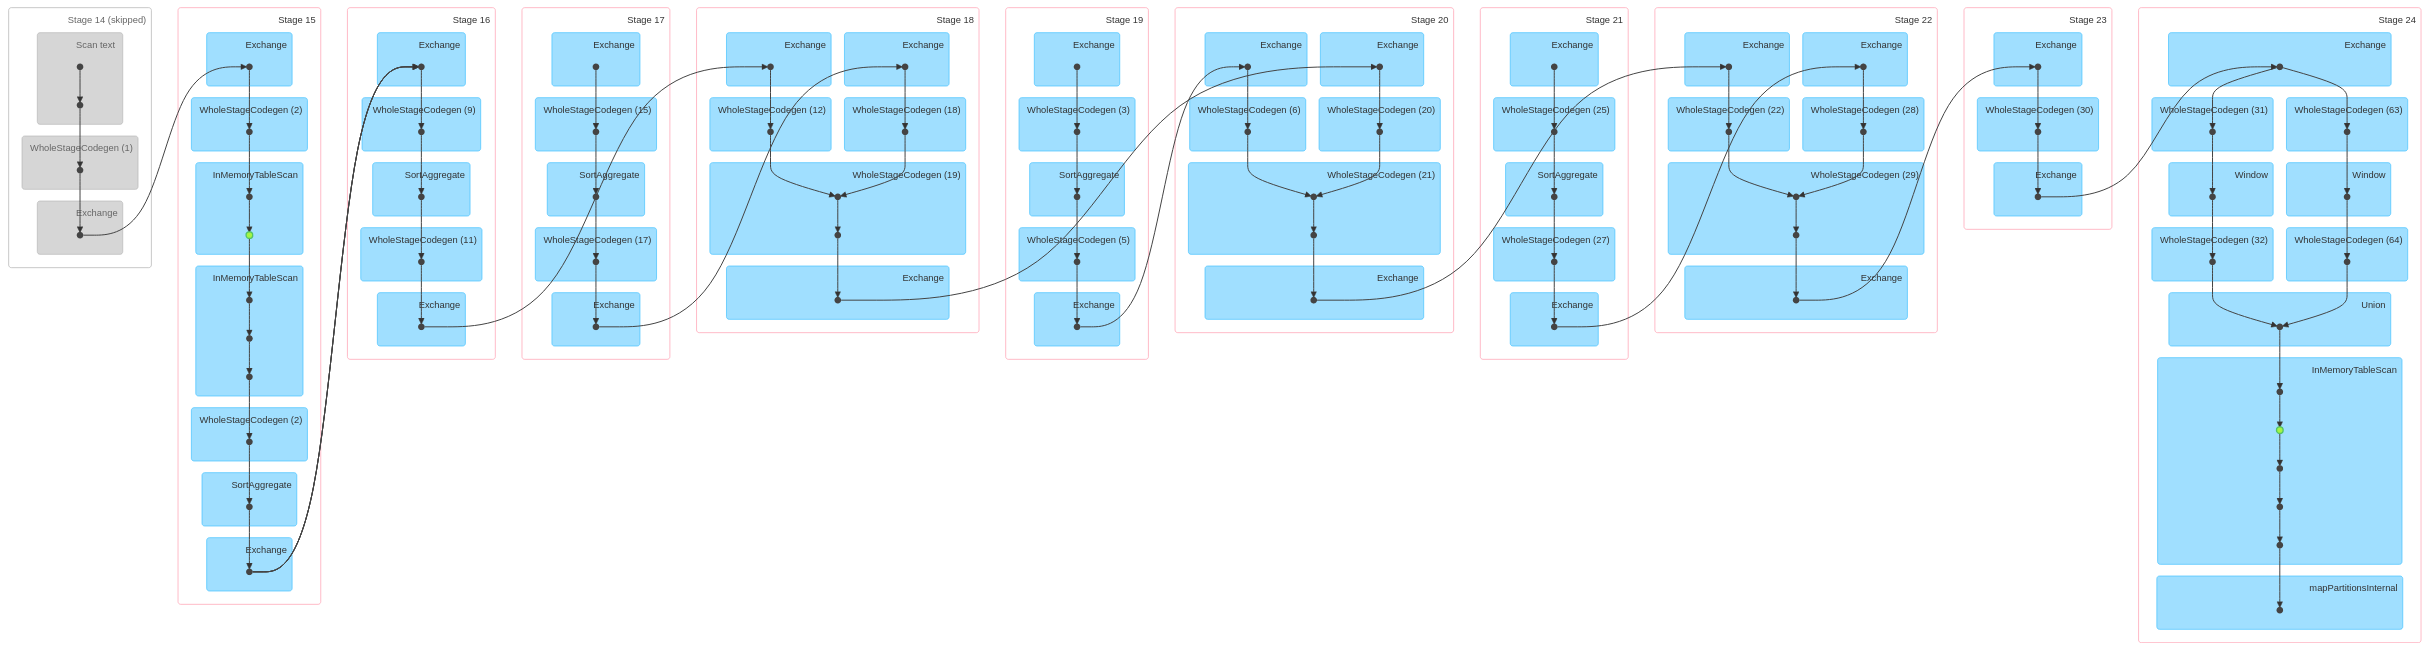 Stage 14 (skipped)
Scan text
WholeStageCodegen (1)
Exchange
Stage 15
Exchange
WholeStageCodegen (2)
InMemoryTableScan
InMemoryTableScan
WholeStageCodegen (2)
SortAggregate
Exchange
Stage 16
Exchange
WholeStageCodegen (9)
SortAggregate
WholeStageCodegen (11)
Exchange
Stage 17
Exchange
WholeStageCodegen (15)
SortAggregate
WholeStageCodegen (17)
Exchange
Stage 18
Exchange
Exchange
WholeStageCodegen (12)
WholeStageCodegen (18)
WholeStageCodegen (19)
Exchange
Stage 19
Exchange
WholeStageCodegen (3)
SortAggregate
WholeStageCodegen (5)
Exchange
Stage 20
Exchange
Exchange
WholeStageCodegen (6)
WholeStageCodegen (20)
WholeStageCodegen (21)
Exchange
Stage 21
Exchange
WholeStageCodegen (25)
SortAggregate
WholeStageCodegen (27)
Exchange
Stage 22
Exchange
Exchange
WholeStageCodegen (22)
WholeStageCodegen (28)
WholeStageCodegen (29)
Exchange
Stage 23
Exchange
WholeStageCodegen (30)
Exchange
Stage 24
Exchange
WholeStageCodegen (31)
WholeStageCodegen (63)
Window
Window
WholeStageCodegen (32)
WholeStageCodegen (64)
Union
InMemoryTableScan
mapPartitionsInternal